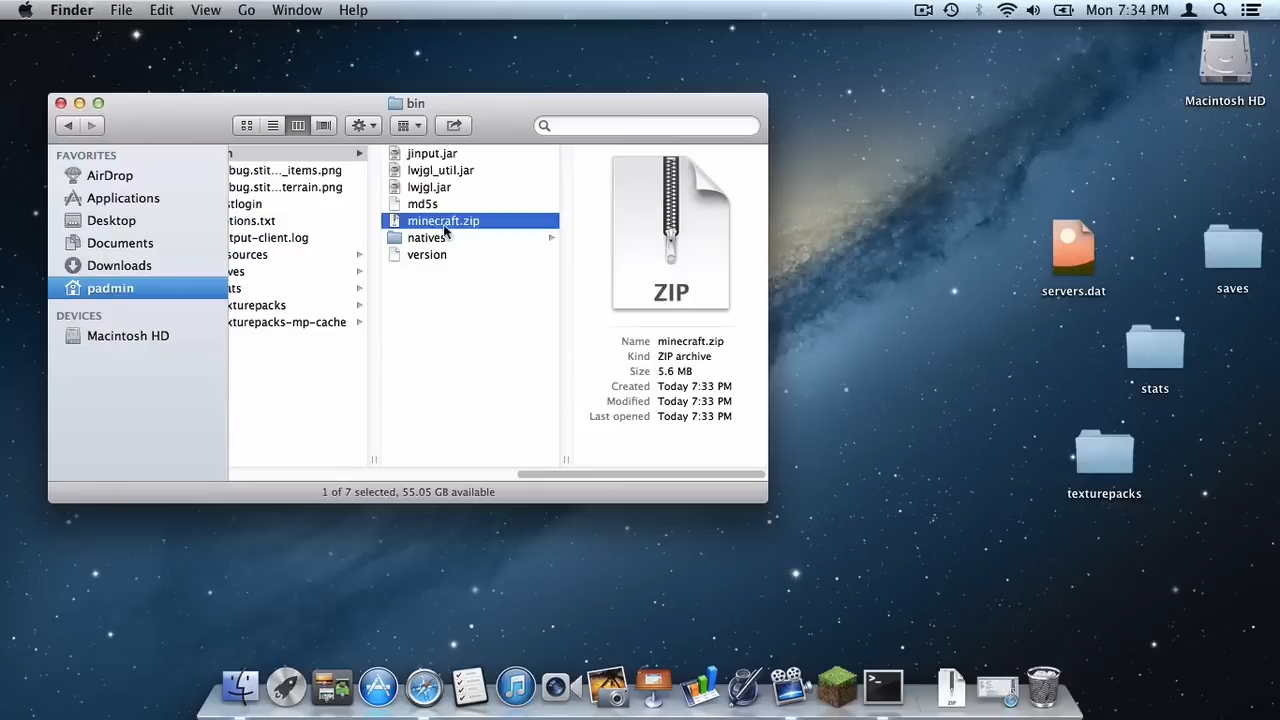 Finder File Edit View Go Window Help Mon 7:34 PM
Macintosh HD
bin
FAVORITES
AirDrop
Applications
Desktop
Documents
Downloads
padmin
DEVICES
Macintosh HD
n
bug.stit..._items.png
bug.stit...terrain.png
stlogin
tions.txt
tput-client.log
sources
ves
ats
xturepacks
xturepacks-mp-cache
jinput.jar
lwjgl_util.jar
lwjgl.jar
md5s
minecraft.zip
natives
version
ZIP
Name minecraft.zip
Kind ZIP archive
Size 5.6 MB
Created Today 7:33 PM
Modified Today 7:33 PM
Last opened Today 7:33 PM
1 of 7 selected, 55.05 GB available
servers.dat
saves
stats
texturepacks
ZIP